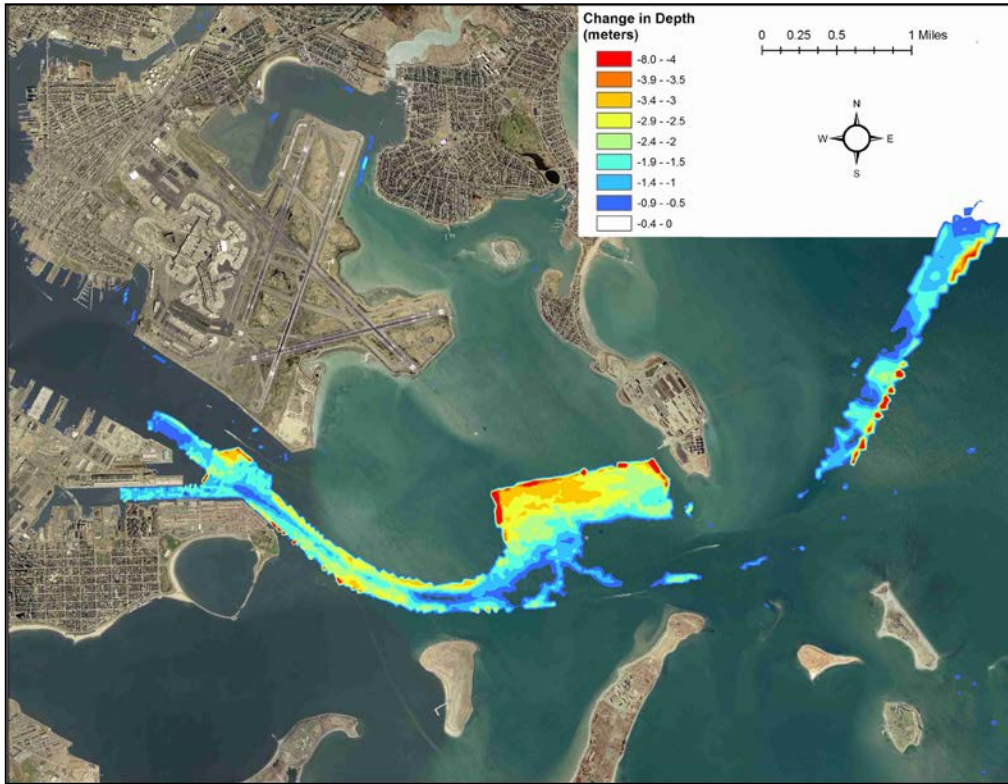 Change in Depth
(meters)
-8.0 - -4
-3.9 - -3.5
-3.4 - -3
-2.9 - -2.5
-2.4 - -2
-1.9 - -1.5
-1.4 - -1
-0.9 - -0.5
-0.4 - 0
0 0.25 0.5 1 Miles
N
W E
S